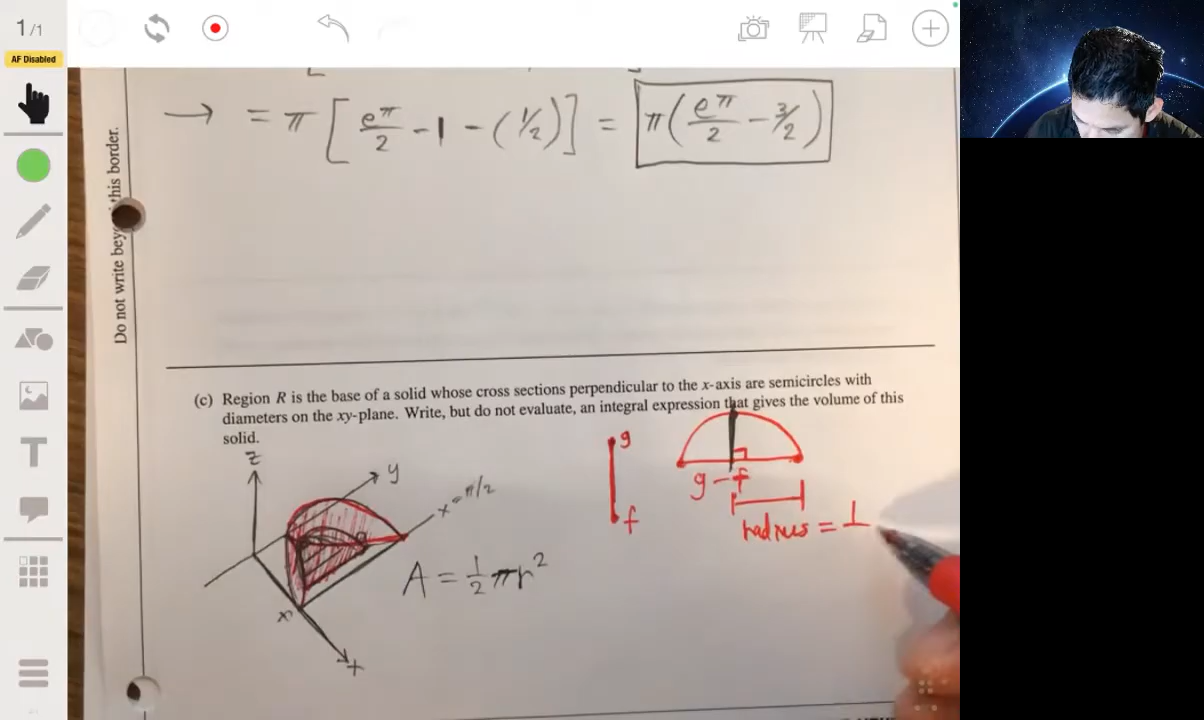 1/1
AF Disabled
T
Do not write beyo this border.
→ = π [ e^π/2 - 1 - (1/2) ] = π( e^π/2 - 3/2 )
(c) Region R is the base of a solid whose cross sections perpendicular to the x-axis are semicircles with
diameters on the xy-plane. Write, but do not evaluate, an integral expression that gives the volume of this
solid.
z
y
x = π/2
x
x
A = 1/2 πr²
g
f
g - f
radius = 1